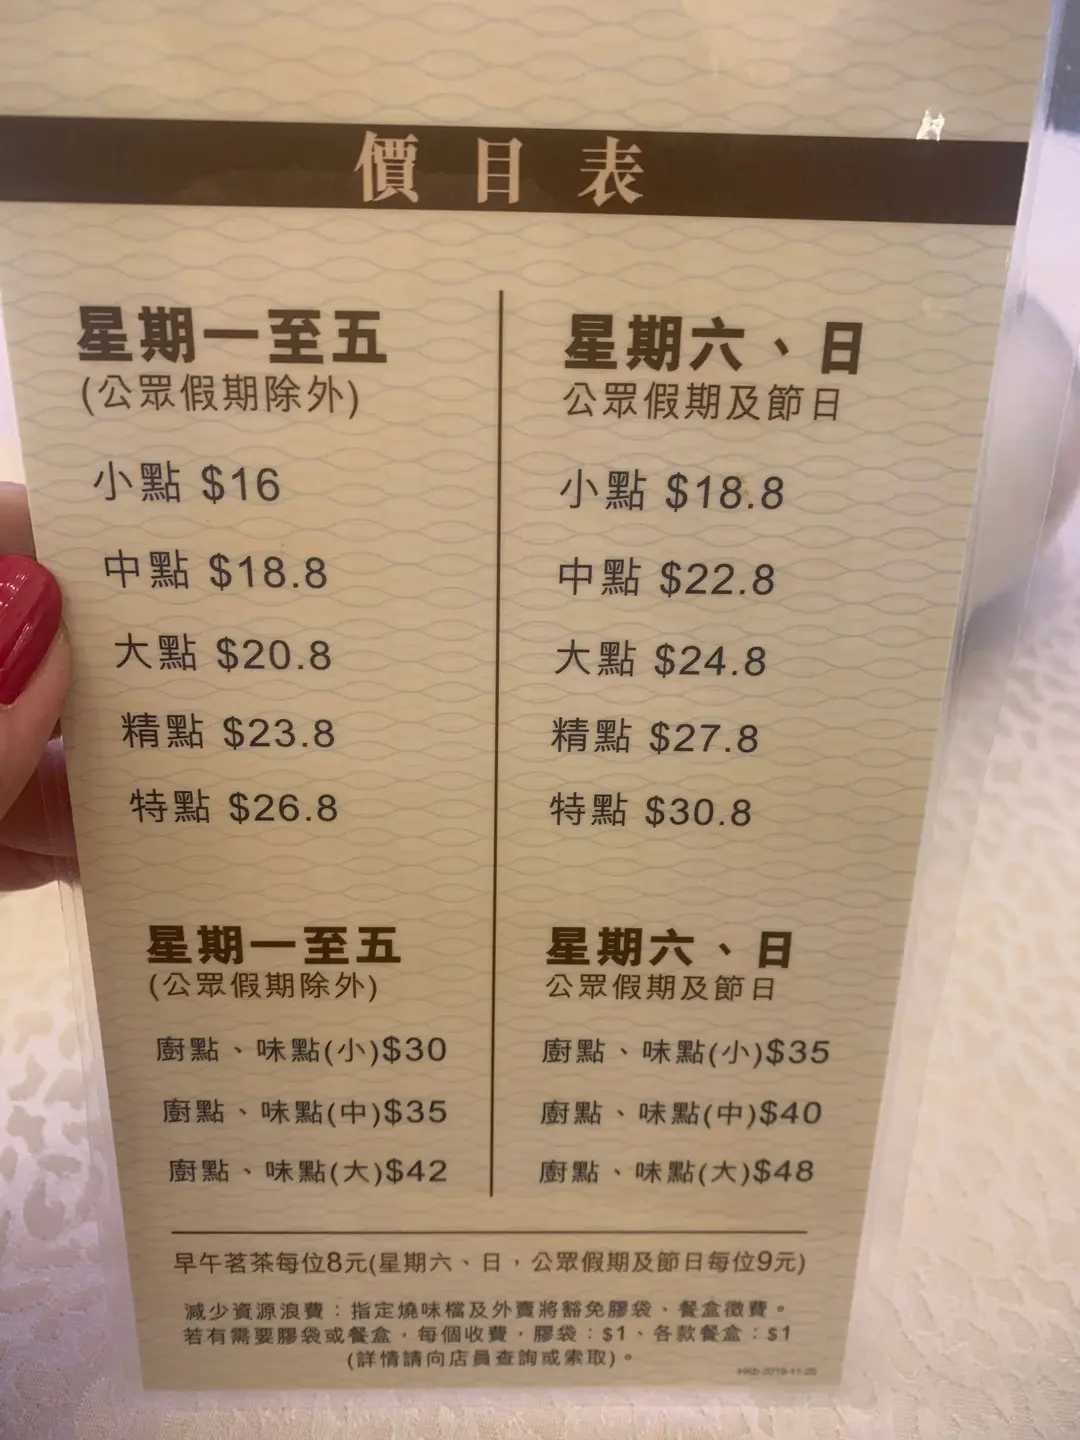 價目表
星期一至五
(公眾假期除外)
小點 $16
中點 $18.8
大點 $20.8
精點 $23.8
特點 $26.8
星期六、日
公眾假期及節日
小點 $18.8
中點 $22.8
大點 $24.8
精點 $27.8
特點 $30.8
星期一至五
(公眾假期除外)
廚點、味點(小)$30
廚點、味點(中)$35
廚點、味點(大)$42
星期六、日
公眾假期及節日
廚點、味點(小)$35
廚點、味點(中)$40
廚點、味點(大)$48
早午茗茶每位8元(星期六、日，公眾假期及節日每位9元)
減少資源浪費：指定燒味檔及外賣將豁免膠袋、餐盒徵費。
若有需要膠袋或餐盒，每個收費，膠袋：$1、各款餐盒：$1
(詳情請向店員查詢或索取)。